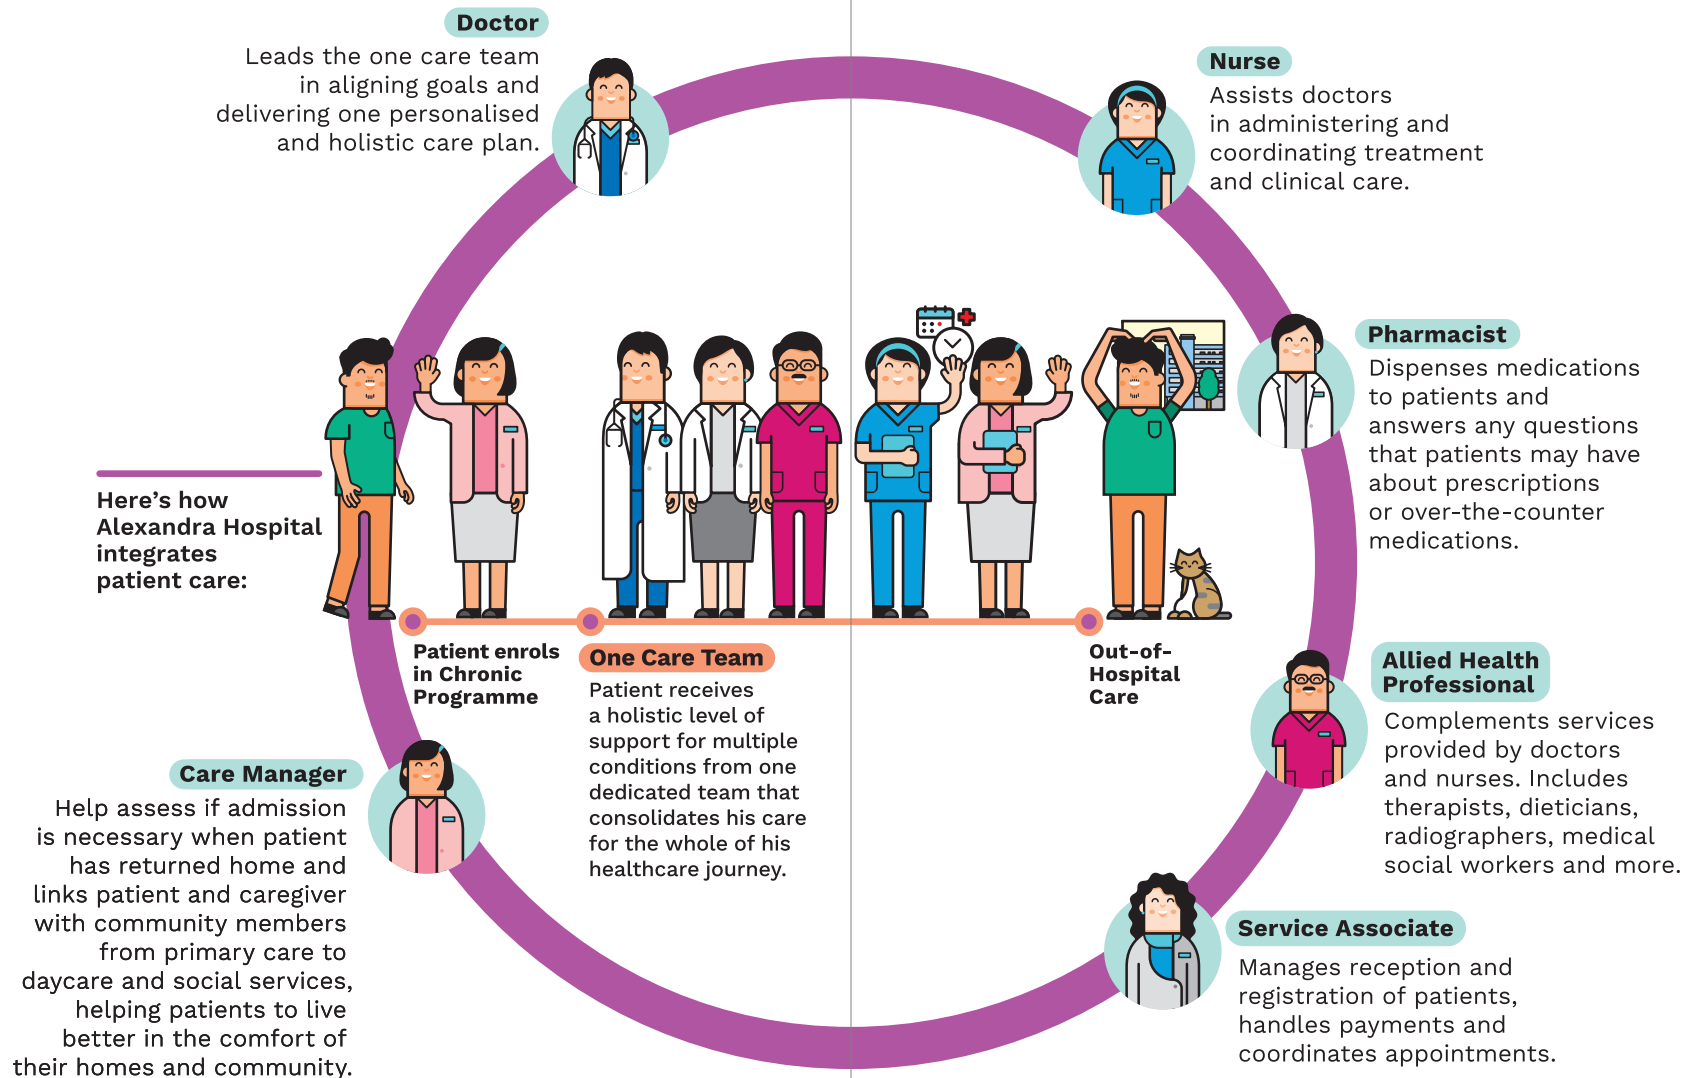 Doctor
Leads the one care team
in aligning goals and
delivering one personalised
and holistic care plan.
Nurse
Assists doctors
in administering and
coordinating treatment
and clinical care.
Pharmacist
Dispenses medications
to patients and
answers any questions
that patients may have
about prescriptions
or over-the-counter
medications.
Here’s how
Alexandra Hospital
integrates
patient care:
Patient enrols
in Chronic
Programme
One Care Team
Patient receives
a holistic level of
support for multiple
conditions from one
dedicated team that
consolidates his care
for the whole of his
healthcare journey.
Out-of-
Hospital
Care
Allied Health
Professional
Complements services
provided by doctors
and nurses. Includes
therapists, dieticians,
radiographers, medical
social workers and more.
Care Manager
Help assess if admission
is necessary when patient
has returned home and
links patient and caregiver
with community members
from primary care to
daycare and social services,
helping patients to live
better in the comfort of
their homes and community.
Service Associate
Manages reception and
registration of patients,
handles payments and
coordinates appointments.